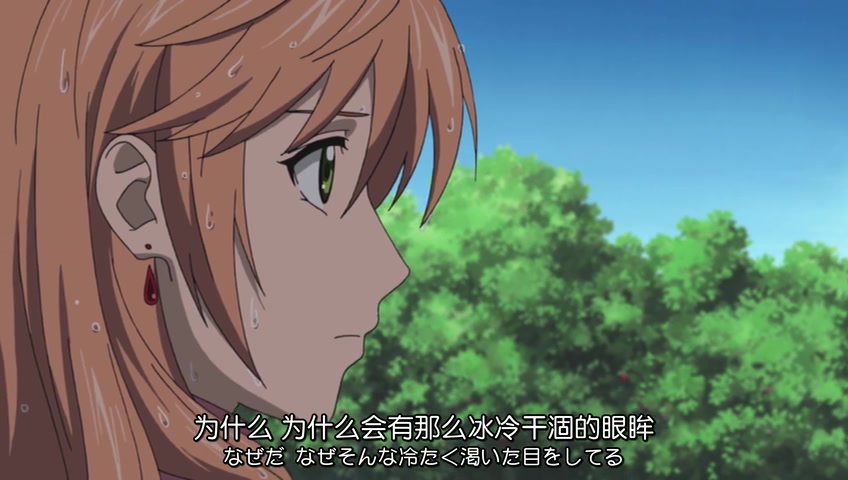 为什么 为什么会有那么冰冷干涸的眼眸
なぜだ なぜそんな冷たく渇いた目をしてる